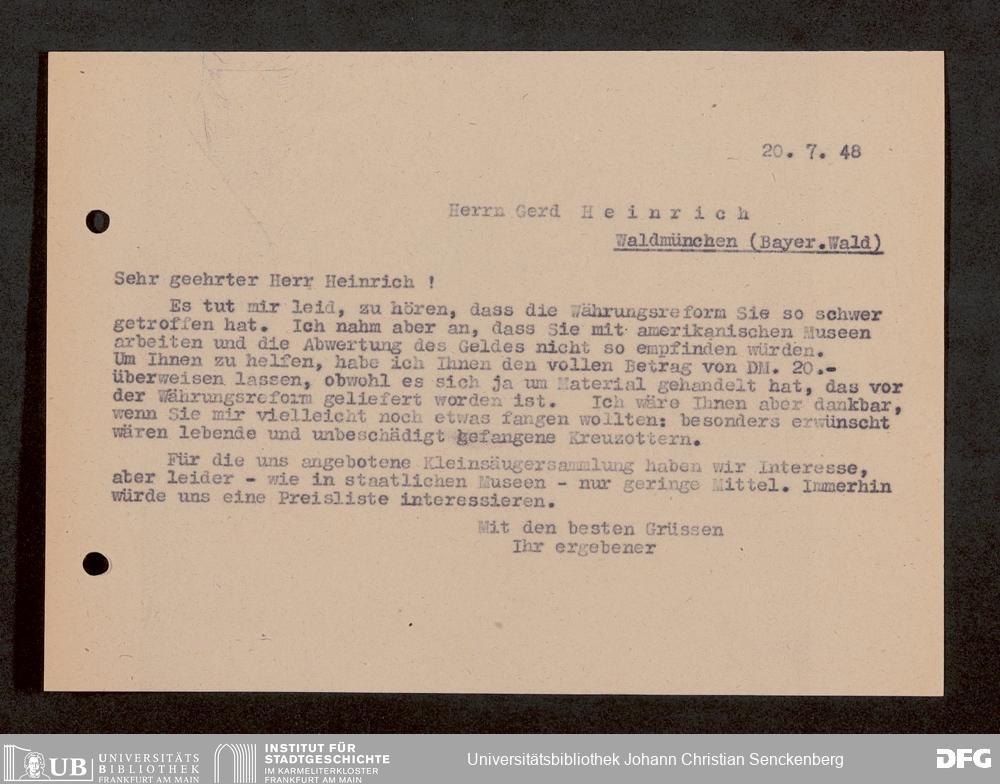 20. 7. 48
Herrn Gerd H e i n r i c h
Waldmünchen (Bayer.Wald)
Sehr geehrter Herr Heinrich !
Es tut mir leid, zu hören, dass die Währungsreform Sie so schwer
getroffen hat. Ich nahm aber an, dass Sie mit amerikanischen Museen
arbeiten und die Abwertung des Geldes nicht so empfinden würden.
Um Ihnen zu helfen, habe ich Ihnen den vollen Betrag von DM. 20.-
überweisen lassen, obwohl es sich ja um Material gehandelt hat, das vor
der Währungsreform geliefert worden ist. Ich wäre Ihnen aber dankbar,
wenn Sie mir vielleicht noch etwas fangen wollten: besonders erwünscht
wären lebende und unbeschädigt gefangene Kreuzottern.
Für die uns angebotene Kleinsäugersammlung haben wir Interesse,
aber leider - wie in staatlichen Museen - nur geringe Mittel. Immerhin
würde uns eine Preisliste interessieren.
Mit den besten Grüssen
Ihr ergebener
UB UNIVERSITÄTS
BIBLIOTHEK
FRANKFURT AM MAIN
INSTITUT FÜR
STADTGESCHICHTE
IM KARMELITERKLOSTER
FRANKFURT AM MAIN
Universitätsbibliothek Johann Christian Senckenberg
DFG